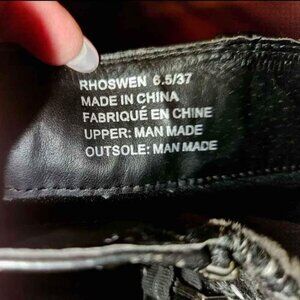 RHOSWEN 6.5/37
MADE IN CHINA
FABRIQUÉ EN CHINE
UPPER: MAN MADE
OUTSOLE: MAN MADE